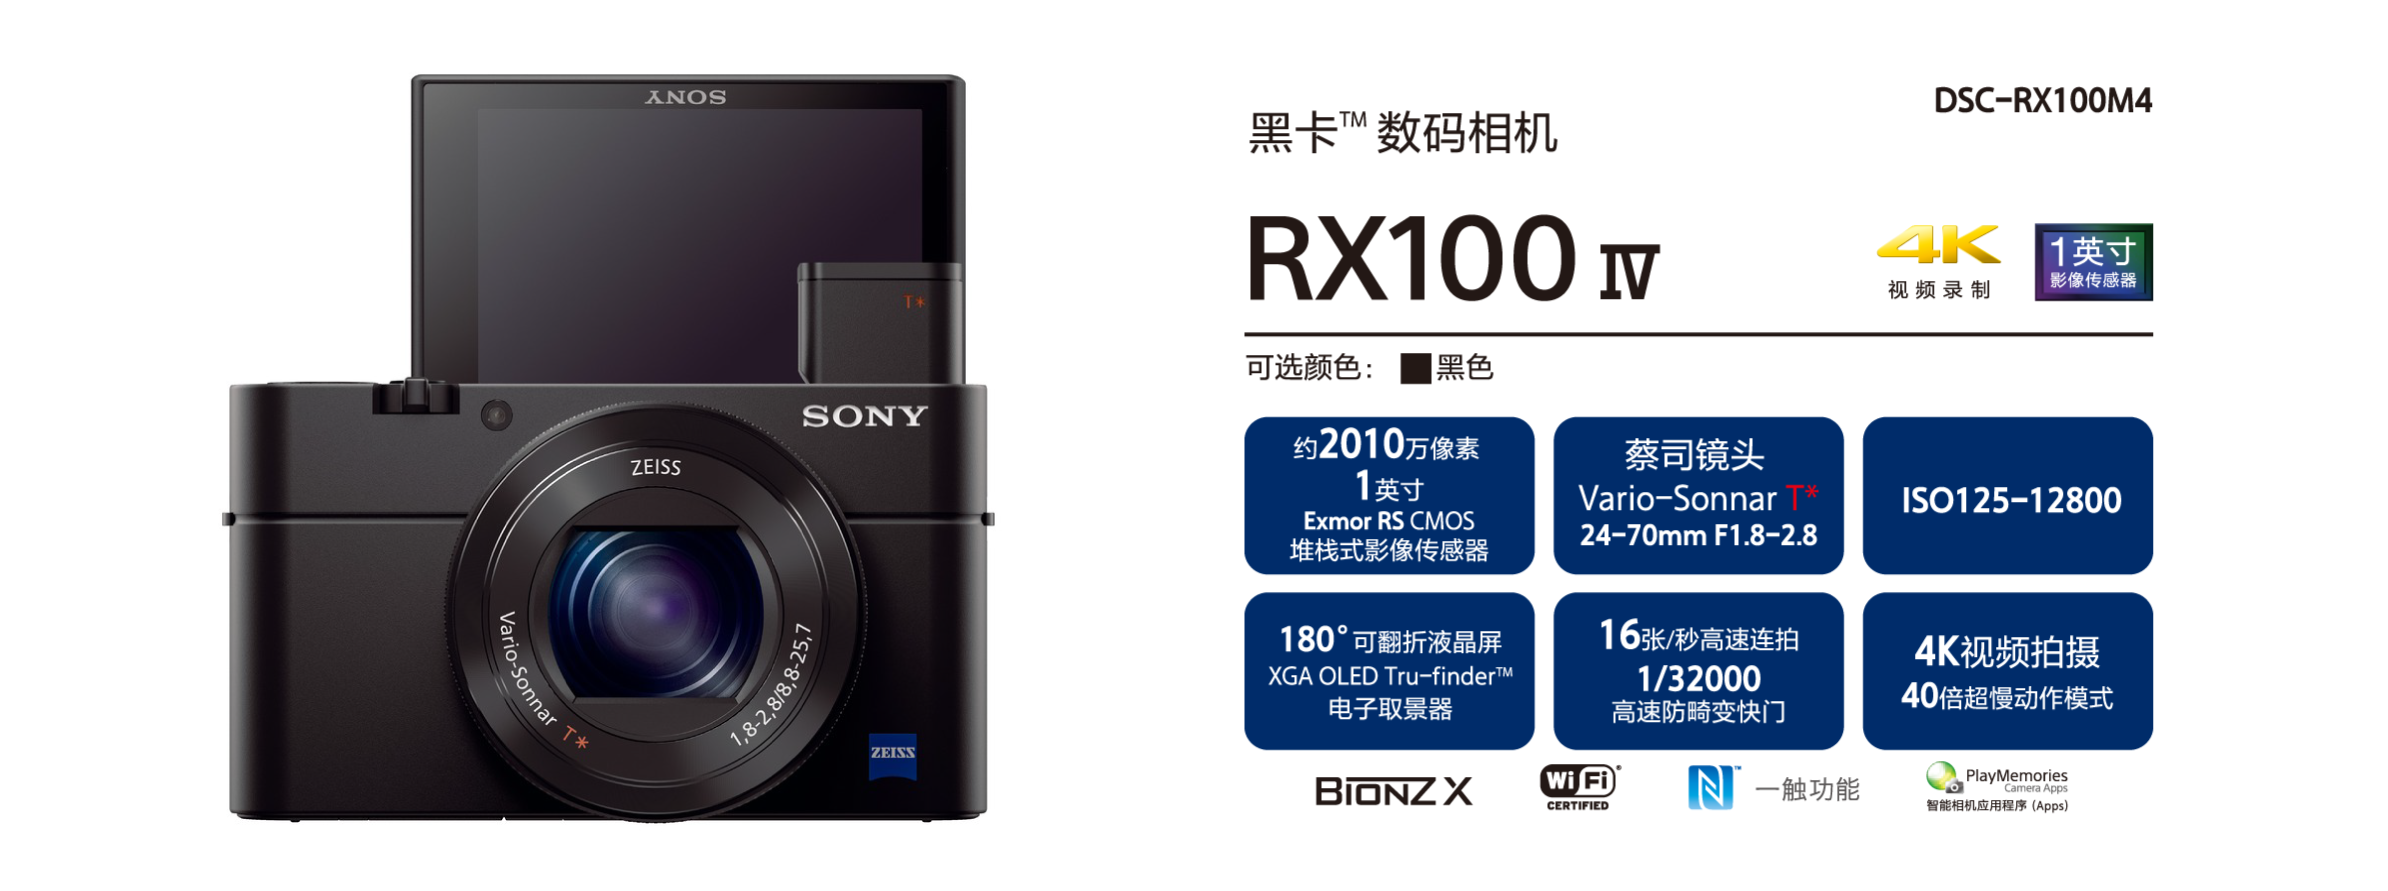 SONY
T*
SONY
ZEISS
Vario-Sonnar T*
1,8-2,8/8,8-25,7
ZEISS
DSC-RX100M4
黑卡™ 数码相机
RX100 IV
4K
视频录制
1英寸
影像传感器
可选颜色: 黑色
约2010万像素
1英寸
Exmor RS CMOS
堆栈式影像传感器
蔡司镜头
Vario-Sonnar T*
24-70mm F1.8-2.8
ISO125-12800
180°可翻折液晶屏
XGA OLED Tru-finder™
电子取景器
16张/秒高速连拍
1/32000
高速防畸变快门
4K视频拍摄
40倍超慢动作模式
BIONZ X
Wi Fi®
CERTIFIED
N™
一触功能
PlayMemories
Camera Apps
智能相机应用程序 (Apps)